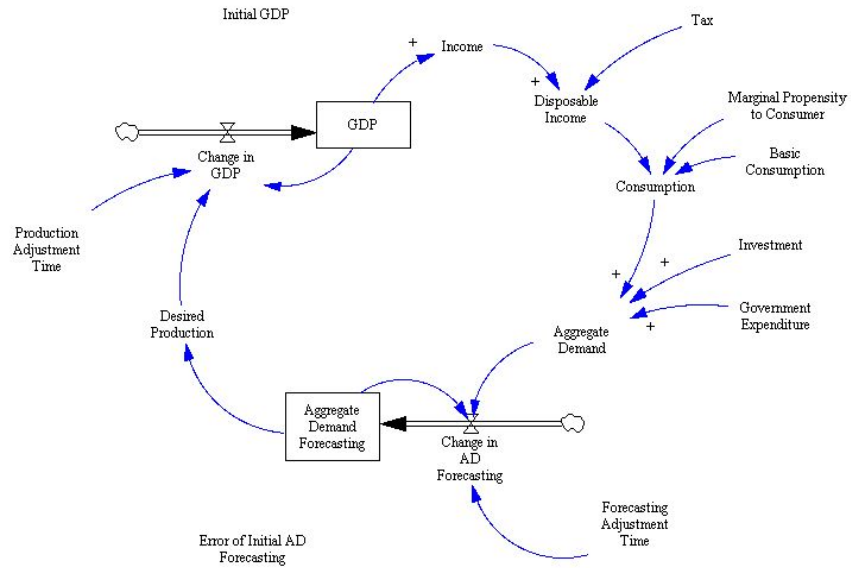 Initial GDP
Tax
+
Income
+
Disposable
Income
Marginal Propensity
to Consumer
GDP
Change in
GDP
Basic
Consumption
Consumption
Production
Adjustment
Time
Investment
+
+
Government
Expenditure
+
Desired
Production
Aggregate
Demand
Aggregate
Demand
Forecasting
Change in
AD
Forecasting
Forecasting
Adjustment
Time
Error of Initial AD
Forecasting